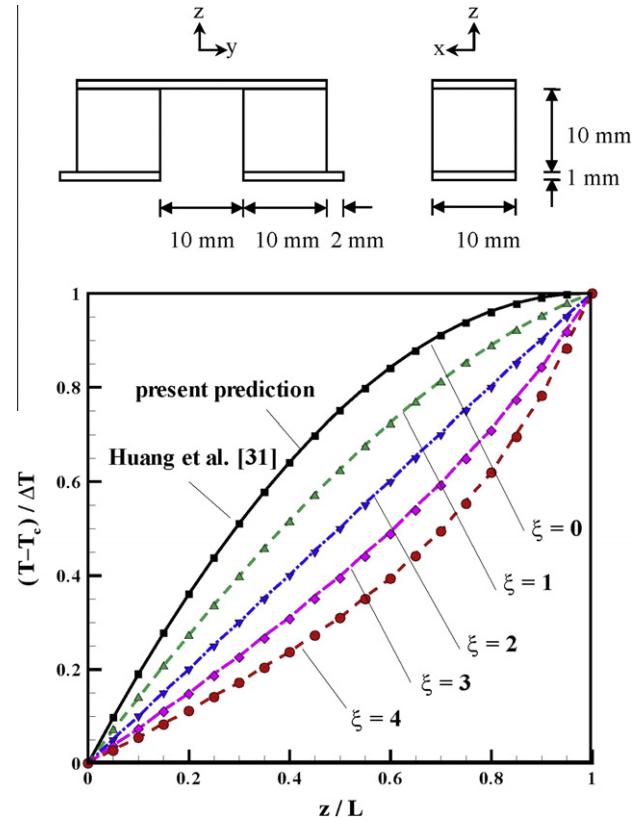 z
z
y
x
10 mm
1 mm
10 mm
10 mm
2 mm
10 mm
1
0.8
0.6
0.4
0.2
0
(T−Tc) / ΔT
present prediction
Huang et al. [31]
ξ = 0
ξ = 1
ξ = 2
ξ = 3
ξ = 4
0
0.2
0.4
0.6
0.8
1
z / L